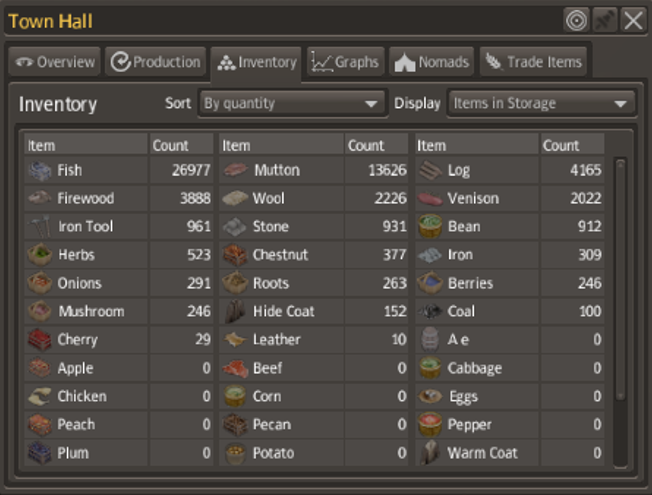 Town Hall
Overview Production Inventory Graphs Nomads Trade Items
Inventory Sort By quantity Display Items in Storage
Item Count Item Count Item Count
Fish 26977 Mutton 13626 Log 4165
Firewood 3888 Wool 2226 Venison 2022
Iron Tool 961 Stone 931 Bean 912
Herbs 523 Chestnut 377 Iron 309
Onions 291 Roots 263 Berries 246
Mushroom 246 Hide Coat 152 Coal 100
Cherry 29 Leather 10 A e 0
Apple 0 Beef 0 Cabbage 0
Chicken 0 Corn 0 Eggs 0
Peach 0 Pecan 0 Pepper 0
Plum 0 Potato 0 Warm Coat 0